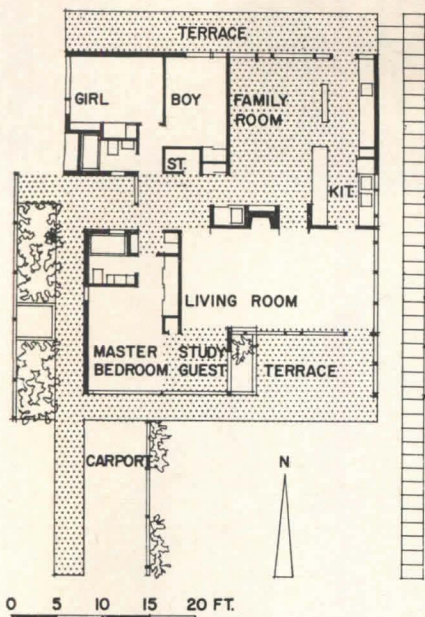 TERRACE
GIRL
BOY
FAMILY
ROOM
ST.
KIT.
LIVING ROOM
MASTER
BEDROOM
STUDY
GUEST
TERRACE
CARPORT
N
0 5 10 15 20 FT.